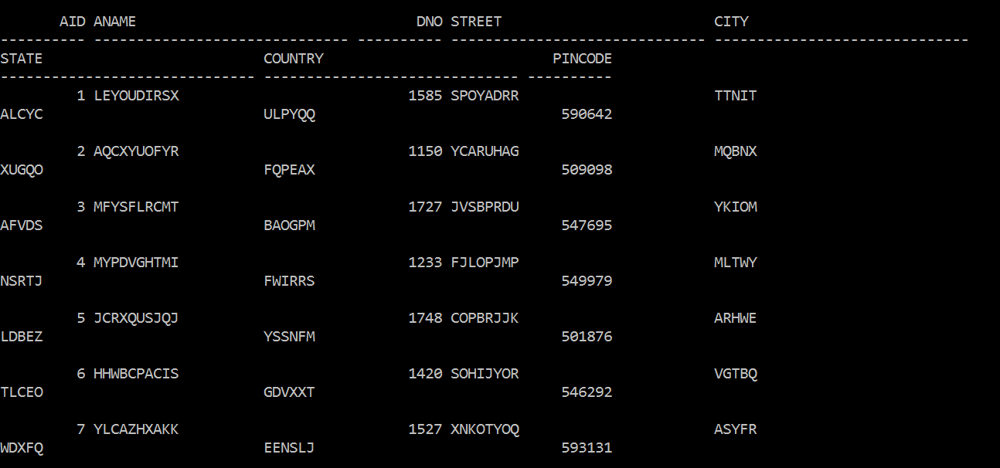 AID ANAME DNO STREET CITY
---------- ------------------------------ ---------- ------------------------------ ------------------------------
STATE COUNTRY PINCODE
------------------------------ ------------------------------ ----------
1 LEYOUDIRSX 1585 SPOYADRR TTNIT
ALCYC ULPYQQ 590642
2 AQCXYUOFYR 1150 YCARUHAG MQBNX
XUGQO FQPEAX 509098
3 MFYSFLRCMT 1727 JVSBPRDU YKIOM
AFVDS BAOGPM 547695
4 MYPDVGHTMI 1233 FJLOPJMP MLTWY
NSRTJ FWIRRS 549979
5 JCRXQUSJQJ 1748 COPBRJJK ARHWE
LDBEZ YSSNFM 501876
6 HHWBCPACIS 1420 SOHIJYOR VGTBQ
TLCEO GDVXXT 546292
7 YLCAZHXAKK 1527 XNKOTYOQ ASYFR
WDXFQ EENSLJ 593131